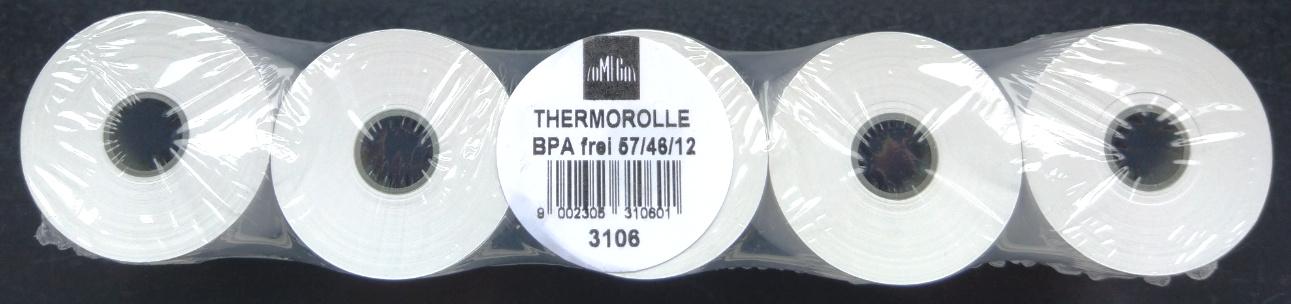 OMEGA
THERMOROLLE
BPA frei 57/46/12
9 002305 310601
3106